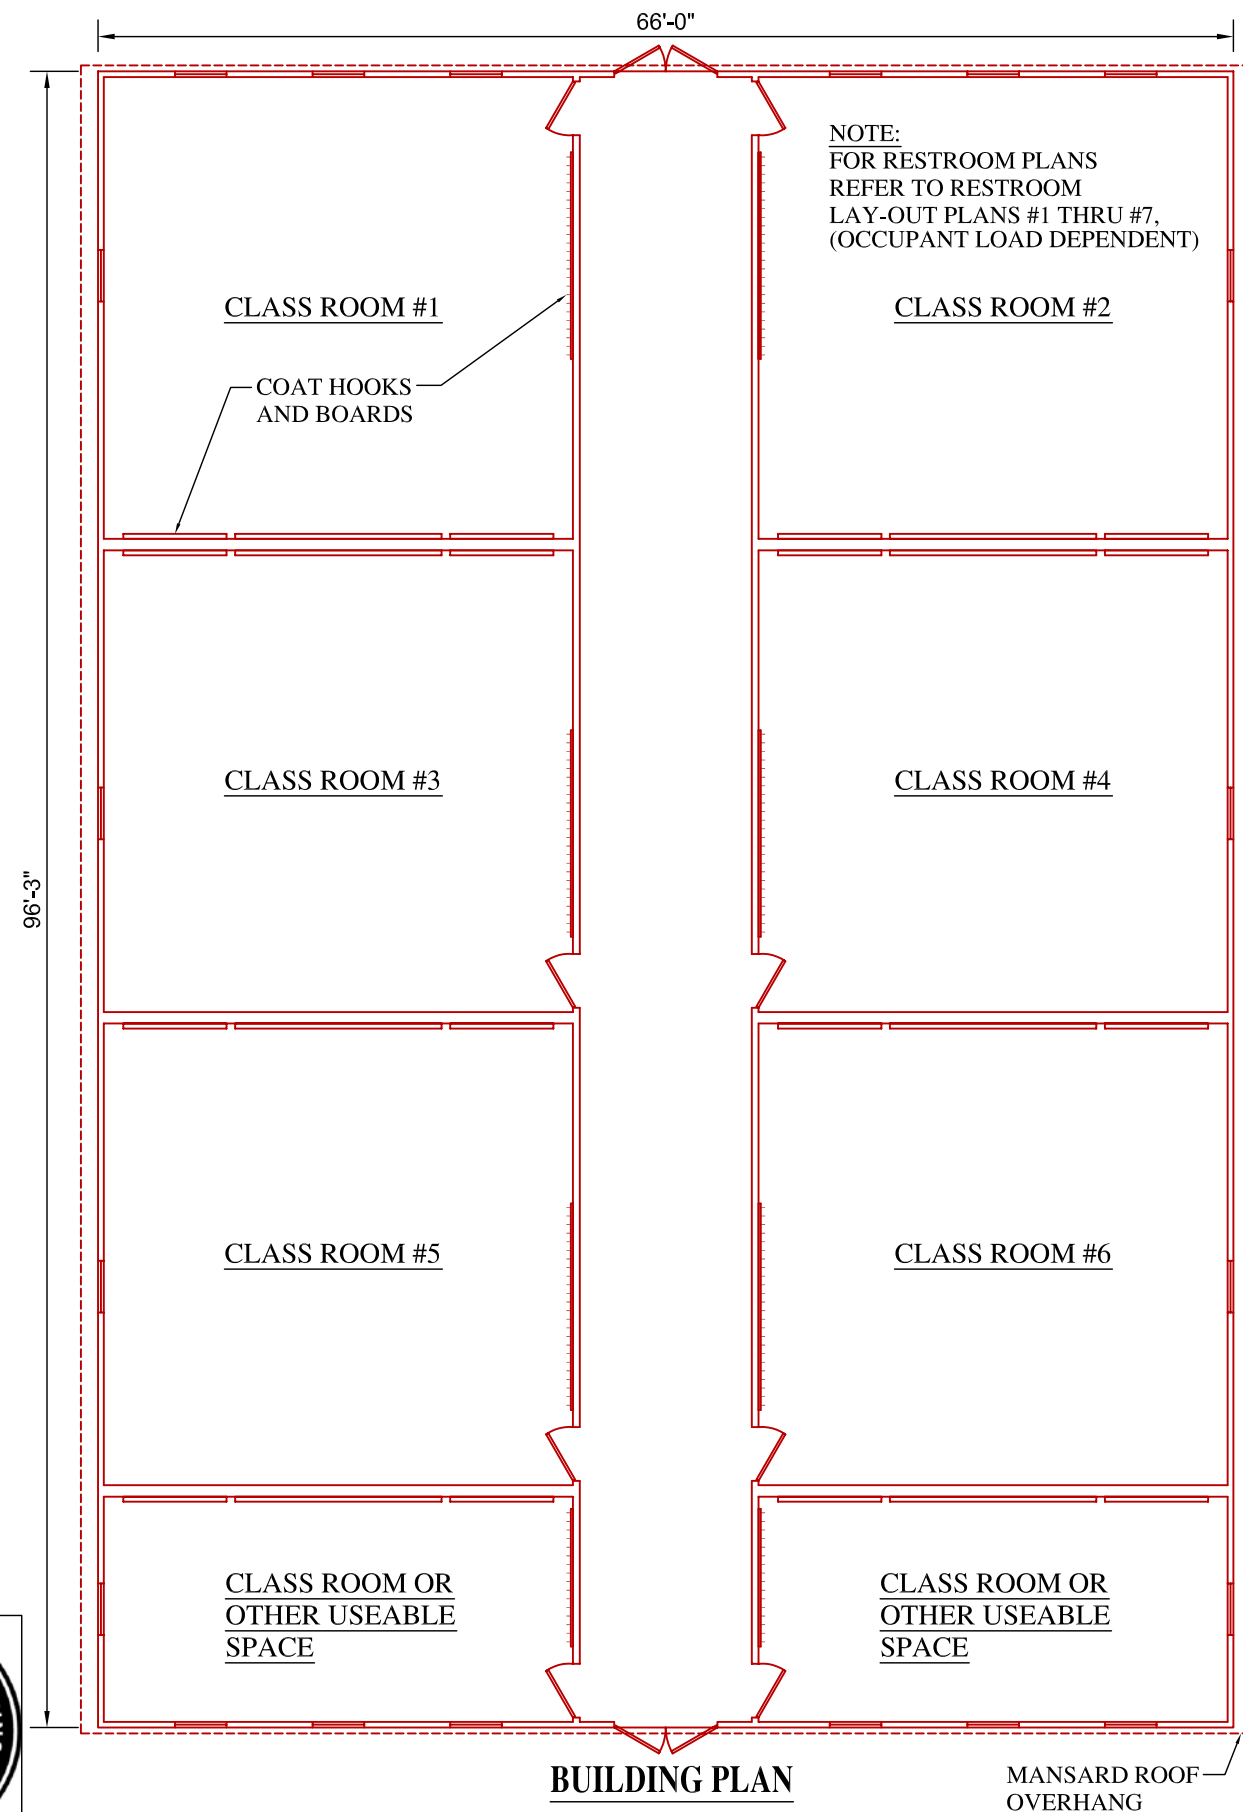 66'-0"
NOTE:
FOR RESTROOM PLANS
REFER TO RESTROOM
LAY-OUT PLANS #1 THRU #7,
(OCCUPANT LOAD DEPENDENT)
CLASS ROOM #1
CLASS ROOM #2
COAT HOOKS
AND BOARDS
CLASS ROOM #3
CLASS ROOM #4
96'-3"
CLASS ROOM #5
CLASS ROOM #6
CLASS ROOM OR
OTHER USEABLE
SPACE
CLASS ROOM OR
OTHER USEABLE
SPACE
BUILDING PLAN
MANSARD ROOF
OVERHANG